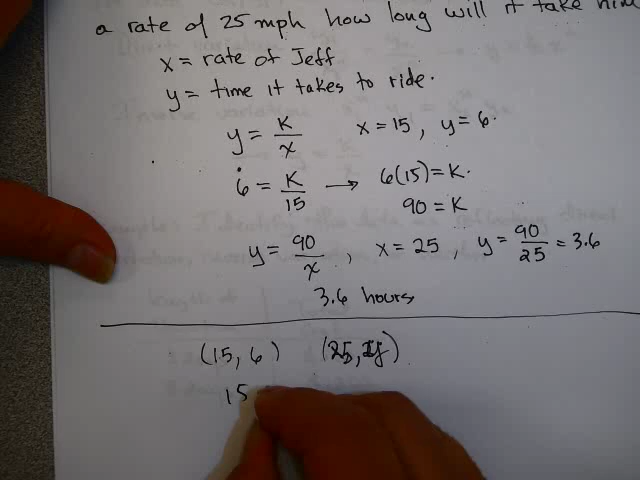 a rate of 25 mph how long will it take him
x = rate of Jeff
y = time it takes to ride.
y = K/x x = 15, y = 6.
6 = K/15 → 6(15) = K.
90 = K
y = 90/x, x = 25, y = 90/25 = 3.6
3.6 hours
(15, 6) (25, y)
15